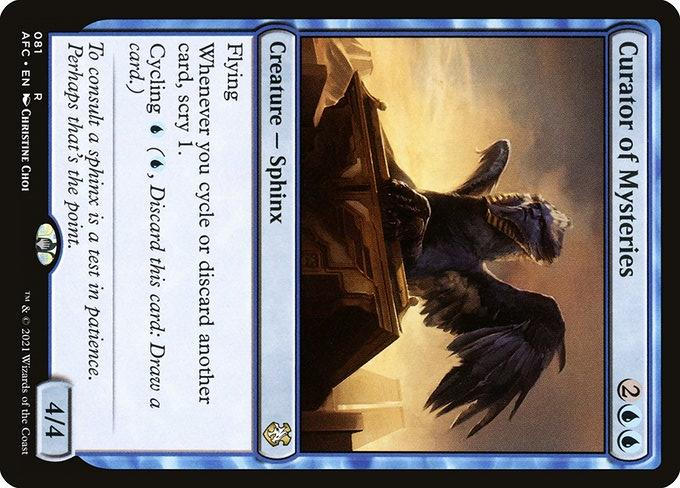 Curator of Mysteries 2
Creature — Sphinx
Flying
Whenever you cycle or discard another
card, scry 1.
Cycling ( , Discard this card: Draw a
card.)
To consult a sphinx is a test in patience.
Perhaps that's the point.
4/4
081 R
AFC • EN CHRISTINE CHOI
™ & © 2021 Wizards of the Coast